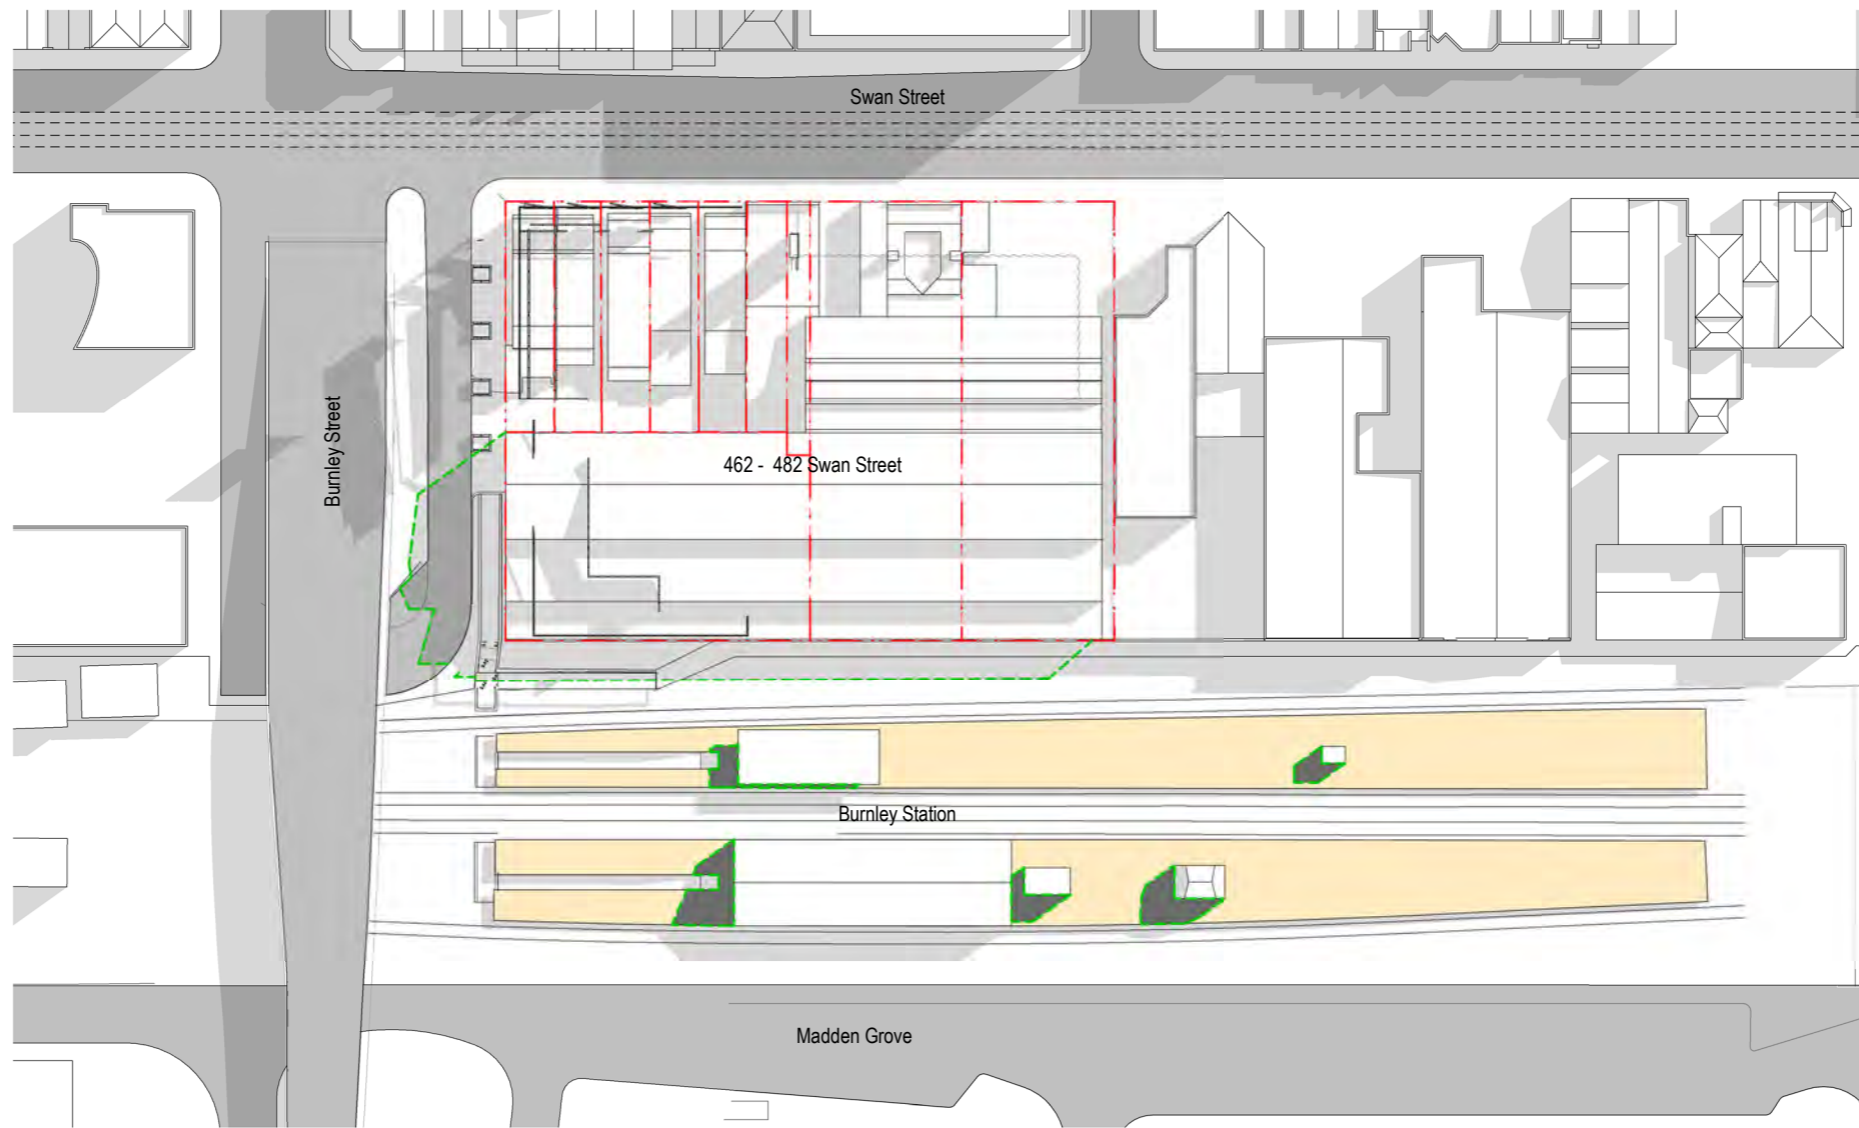 Swan Street
Burnley Street
462 - 482 Swan Street
Burnley Station
Madden Grove